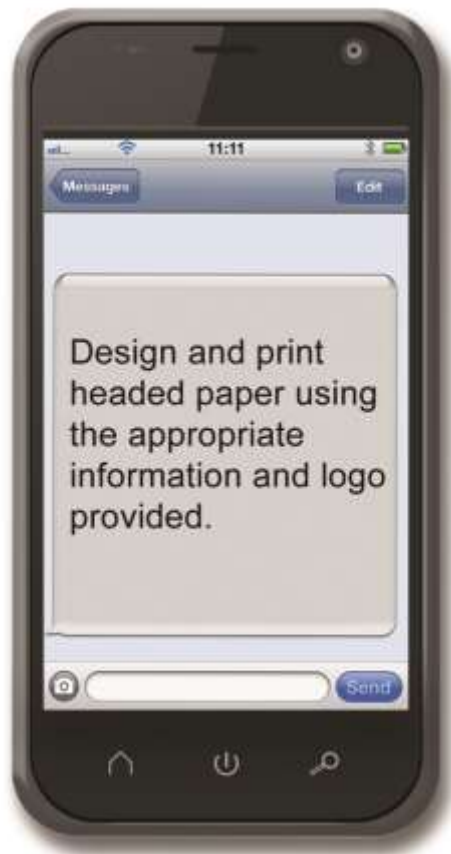 11:11
Messages
Edit
Design and print
headed paper using
the appropriate
information and logo
provided.
Send